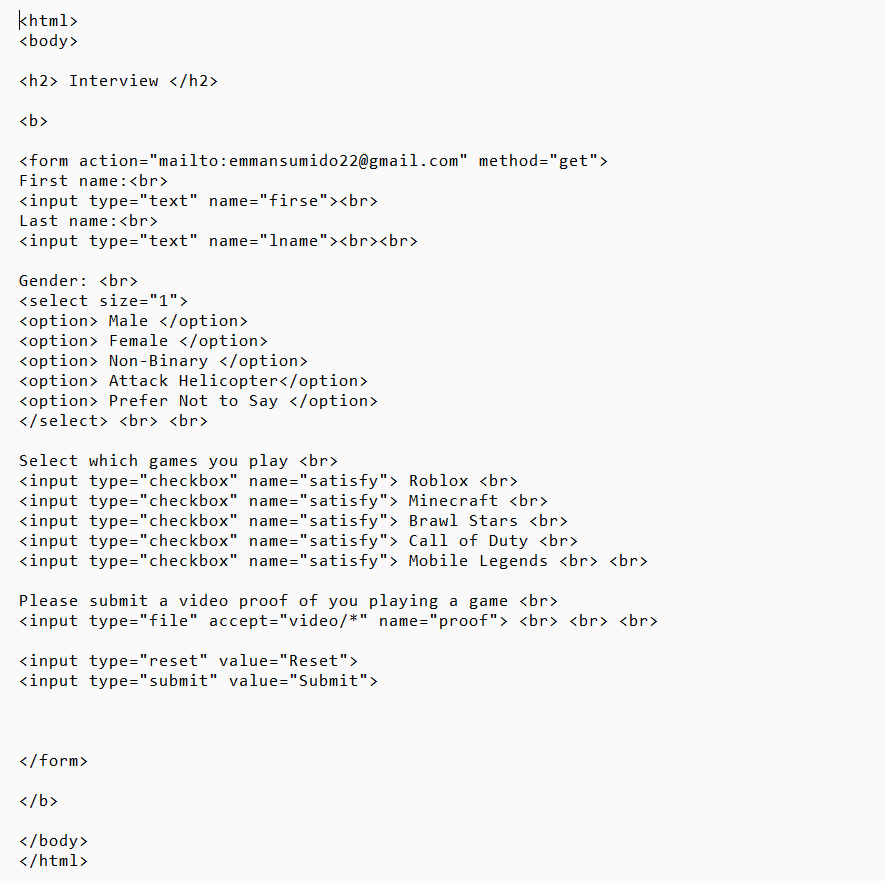 <html>
<body>
<h2> Interview </h2>
<b>
<form action="mailto:emmansumido22@gmail.com" method="get">
First name:<br>
<input type="text" name="firse"><br>
Last name:<br>
<input type="text" name="lname"><br><br>
Gender: <br>
<select size="1">
<option> Male </option>
<option> Female </option>
<option> Non-Binary </option>
<option> Attack Helicopter</option>
<option> Prefer Not to Say </option>
</select> <br> <br>
Select which games you play <br>
<input type="checkbox" name="satisfy"> Roblox <br>
<input type="checkbox" name="satisfy"> Minecraft <br>
<input type="checkbox" name="satisfy"> Brawl Stars <br>
<input type="checkbox" name="satisfy"> Call of Duty <br>
<input type="checkbox" name="satisfy"> Mobile Legends <br> <br>
Please submit a video proof of you playing a game <br>
<input type="file" accept="video/*" name="proof"> <br> <br> <br>
<input type="reset" value="Reset">
<input type="submit" value="Submit">
</form>
</b>
</body>
</html>